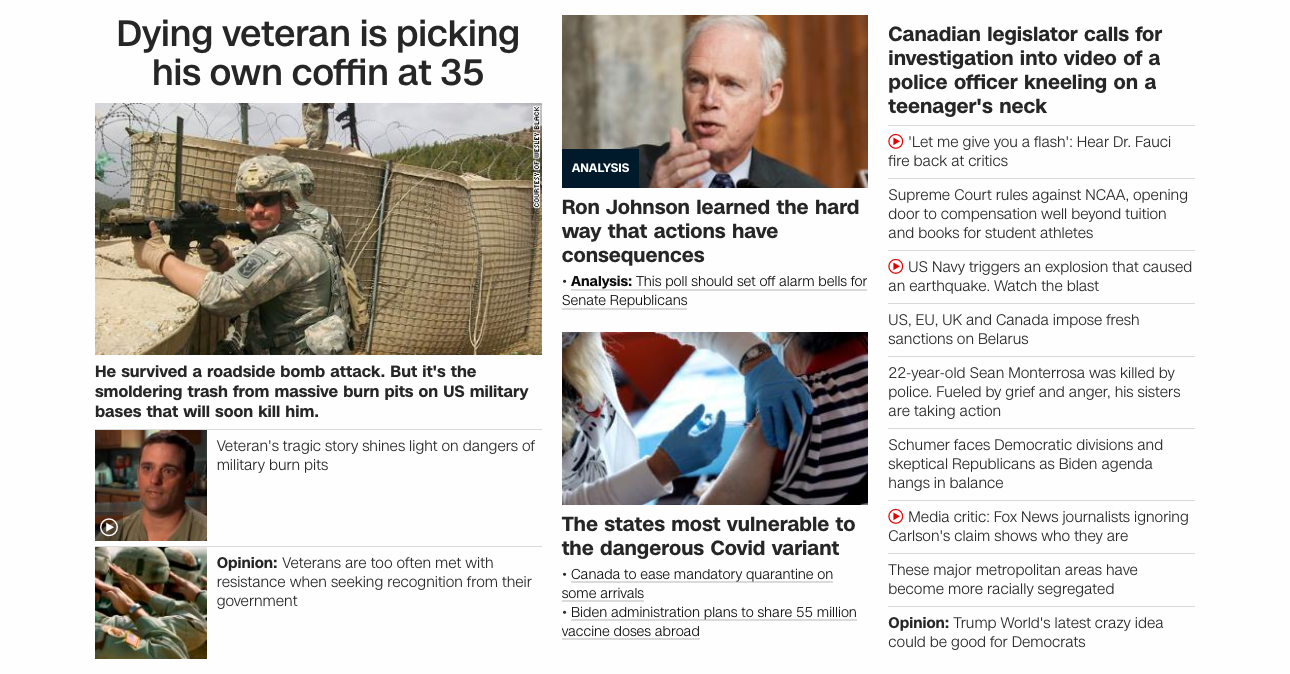 Dying veteran is picking
his own coffin at 35
COURTESY OF WESLEY BLACK
He survived a roadside bomb attack. But it's the
smoldering trash from massive burn pits on US military
bases that will soon kill him.
Veteran's tragic story shines light on dangers of
military burn pits
Opinion: Veterans are too often met with
resistance when seeking recognition from their
government
ANALYSIS
Ron Johnson learned the hard
way that actions have
consequences
• Analysis: This poll should set off alarm bells for
Senate Republicans
The states most vulnerable to
the dangerous Covid variant
• Canada to ease mandatory quarantine on
some arrivals
• Biden administration plans to share 55 million
vaccine doses abroad
Canadian legislator calls for
investigation into video of a
police officer kneeling on a
teenager's neck
'Let me give you a flash': Hear Dr. Fauci
fire back at critics
Supreme Court rules against NCAA, opening
door to compensation well beyond tuition
and books for student athletes
US Navy triggers an explosion that caused
an earthquake. Watch the blast
US, EU, UK and Canada impose fresh
sanctions on Belarus
22-year-old Sean Monterrosa was killed by
police. Fueled by grief and anger, his sisters
are taking action
Schumer faces Democratic divisions and
skeptical Republicans as Biden agenda
hangs in balance
Media critic: Fox News journalists ignoring
Carlson's claim shows who they are
These major metropolitan areas have
become more racially segregated
Opinion: Trump World's latest crazy idea
could be good for Democrats